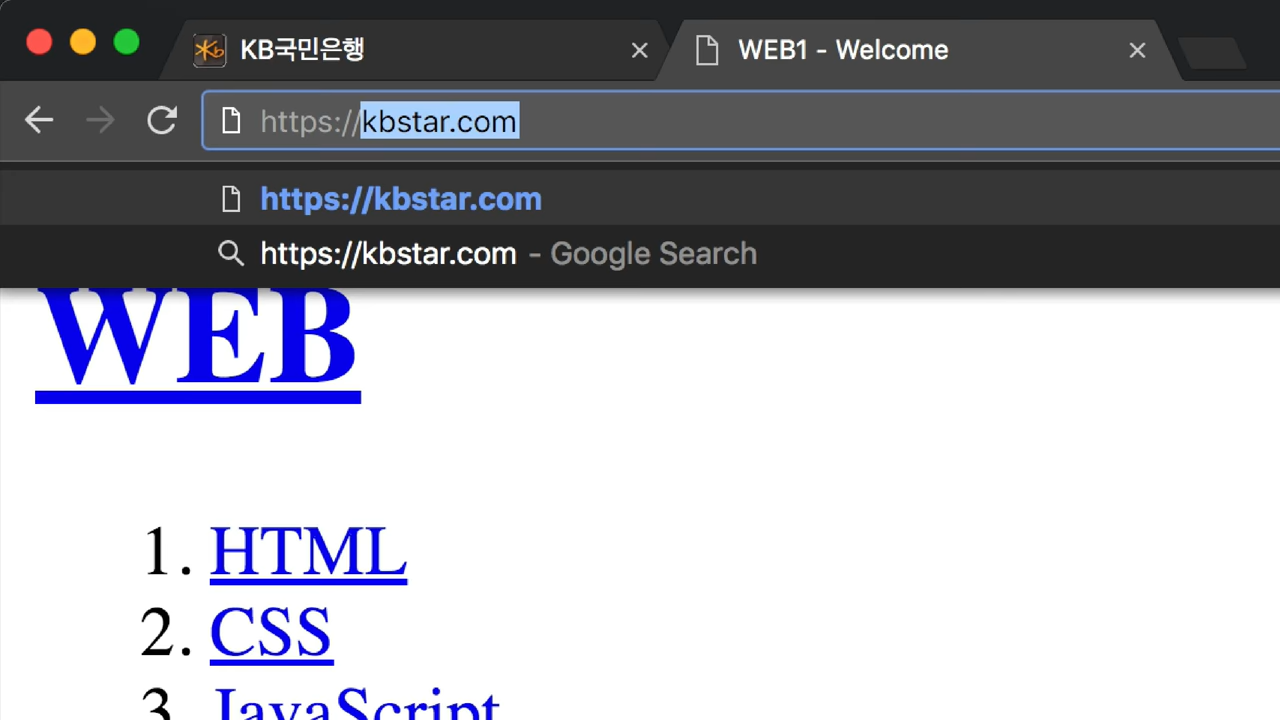 KB국민은행
WEB1 - Welcome
https://kbstar.com
https://kbstar.com
https://kbstar.com - Google Search
WEB
1. HTML
2. CSS
3. JavaScript